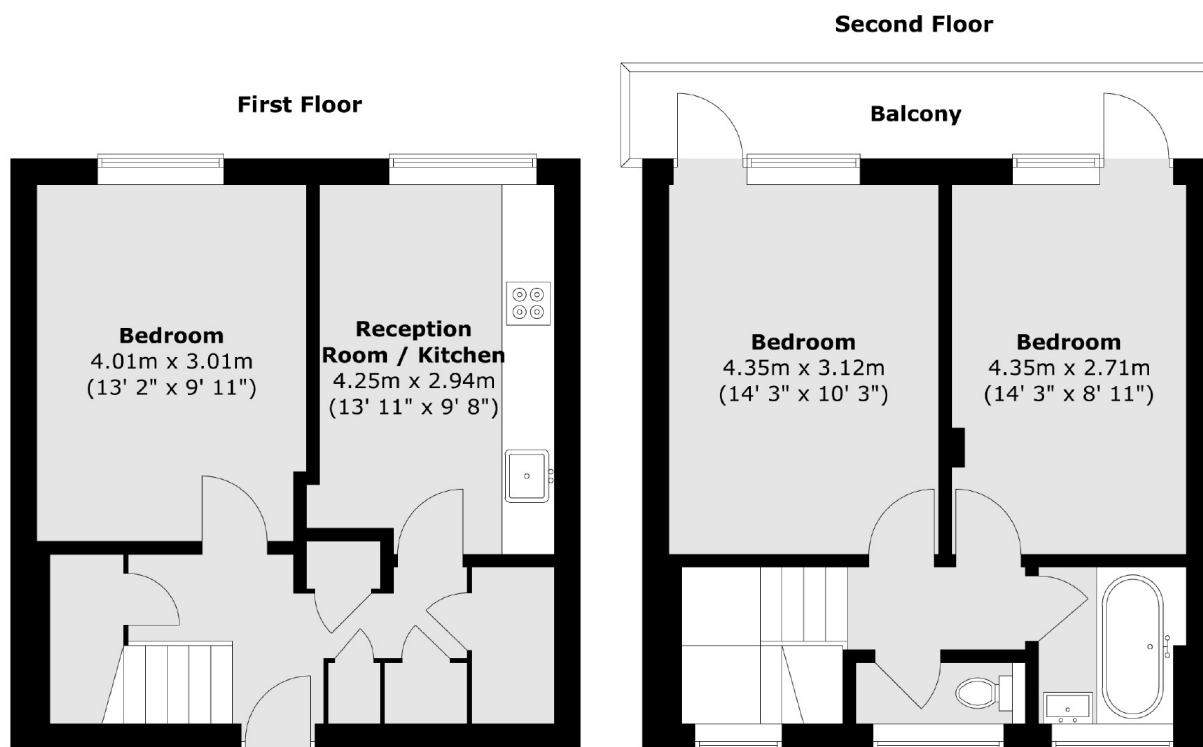 First Floor
Bedroom
4.01m x 3.01m
(13' 2" x 9' 11")
Reception
Room / Kitchen
4.25m x 2.94m
(13' 11" x 9' 8")
Second Floor
Balcony
Bedroom
4.35m x 3.12m
(14' 3" x 10' 3")
Bedroom
4.35m x 2.71m
(14' 3" x 8' 11")